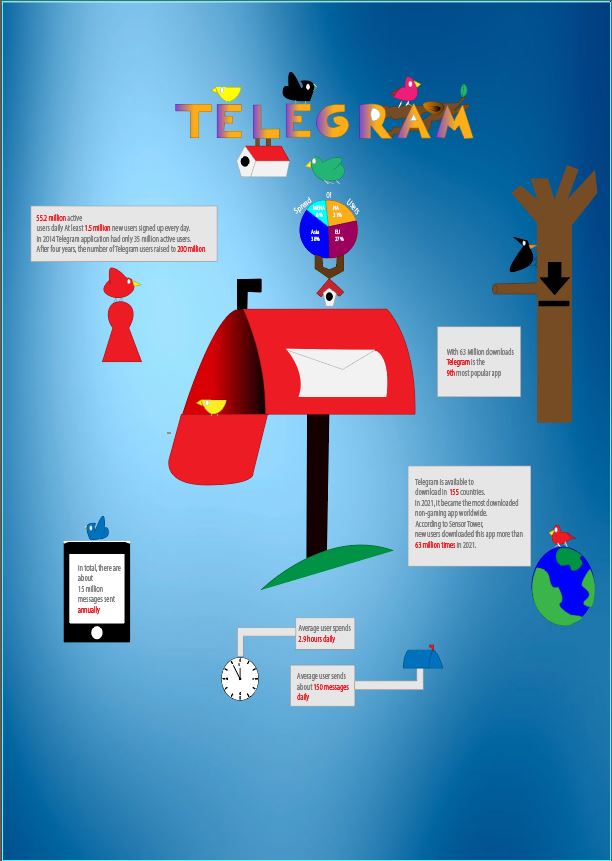 TELEGRAM
Spread Of Users
MENA
6%
NA
21%
Asia
38%
EU
27%
55.2 million active
users daily At least 1.5 million new users signed up every day.
In 2014 Telegram application had only 35 million active users.
After four years, the number of Telegram users raised to 200 million
With 63 Million downloads
Telegram is the
9th most popular app
Telegram is available to
download in 155 countries.
In 2021, it became the most downloaded
non-gaming app worldwide.
According to Sensor Tower,
new users downloaded this app more than
63 million times in 2021.
In total, there are
about
15 million
messages sent
annually
Average user spends
2.9 hours daily
Average user sends
about 150 messages
daily